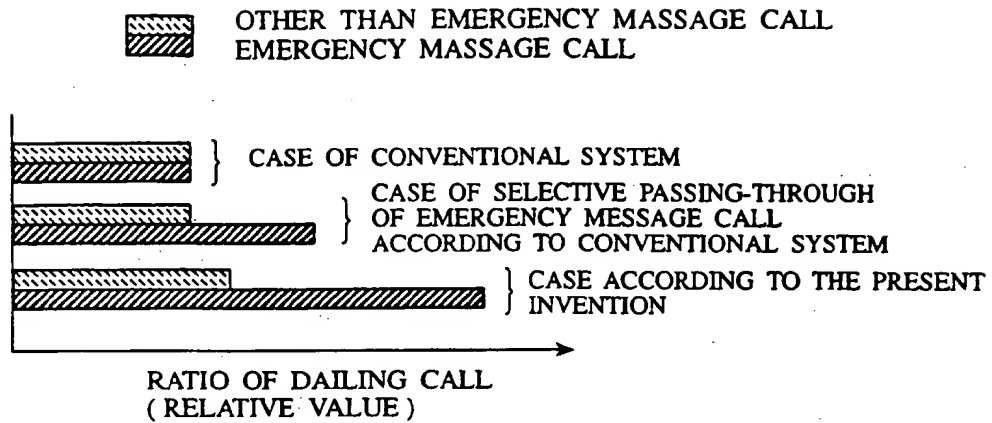 OTHER THAN EMERGENCY MASSAGE CALL
EMERGENCY MASSAGE CALL
CASE OF CONVENTIONAL SYSTEM
CASE OF SELECTIVE PASSING-THROUGH
OF EMERGENCY MESSAGE CALL
ACCORDING TO CONVENTIONAL SYSTEM
CASE ACCORDING TO THE PRESENT
INVENTION
RATIO OF DAILING CALL
( RELATIVE VALUE )